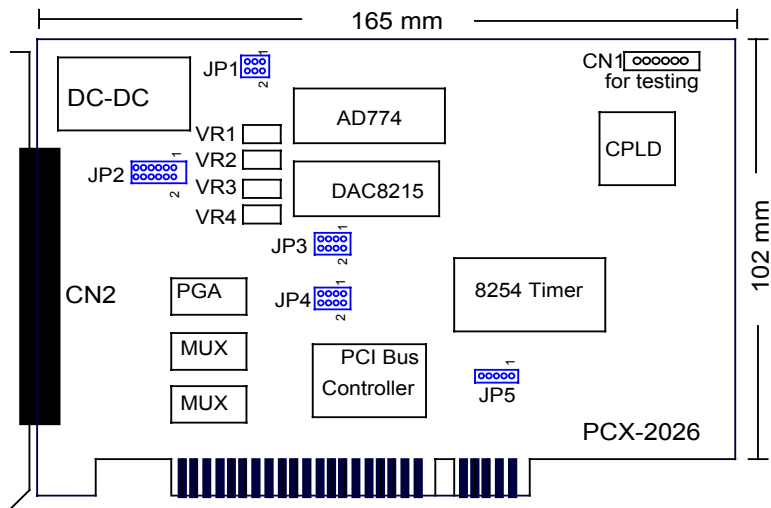 165 mm
JP1
1
2
CN1
for testing
DC-DC
AD774
VR1
VR2
VR3
VR4
JP2
1
2
CPLD
DAC8215
JP3
1
2
102 mm
CN2
PGA
JP4
1
2
8254 Timer
MUX
PCI Bus
Controller
1
JP5
MUX
PCX-2026